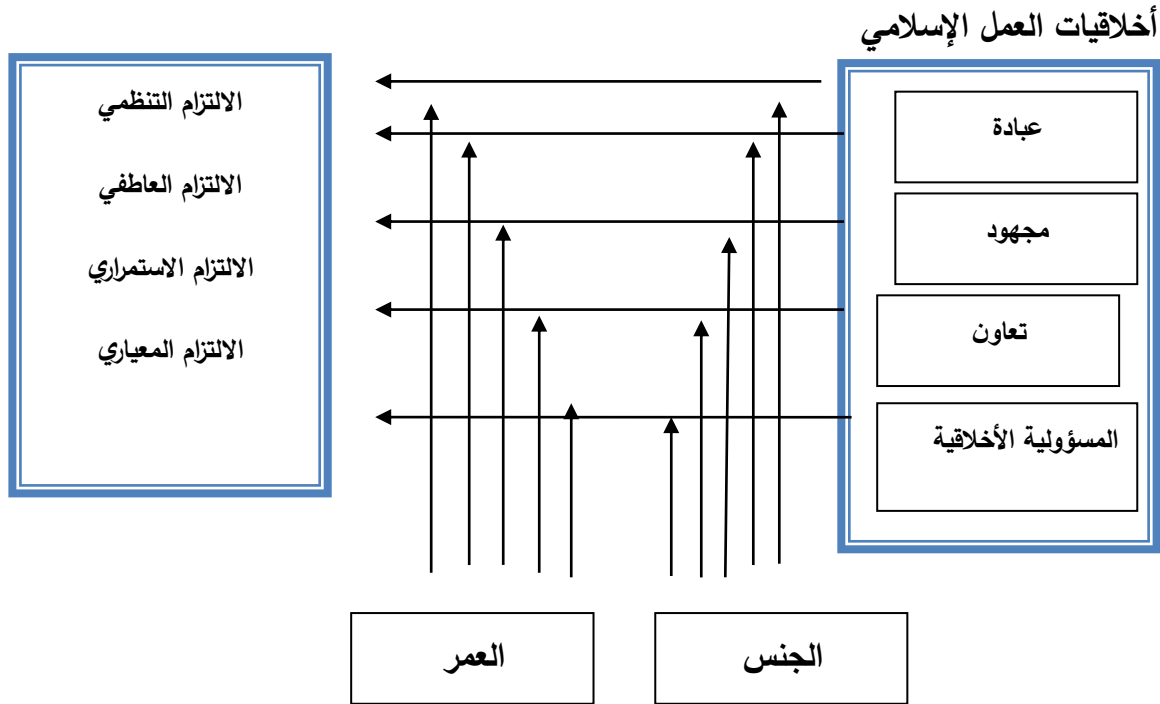 أخلاقيات العمل الإسلامي
عبادة
مجهود
تعاون
المسؤولية الأخلاقية
الالتزام التنظمي
الالتزام العاطفي
الالتزام الاستمراري
الالتزام المعياري
الجنس
العمر